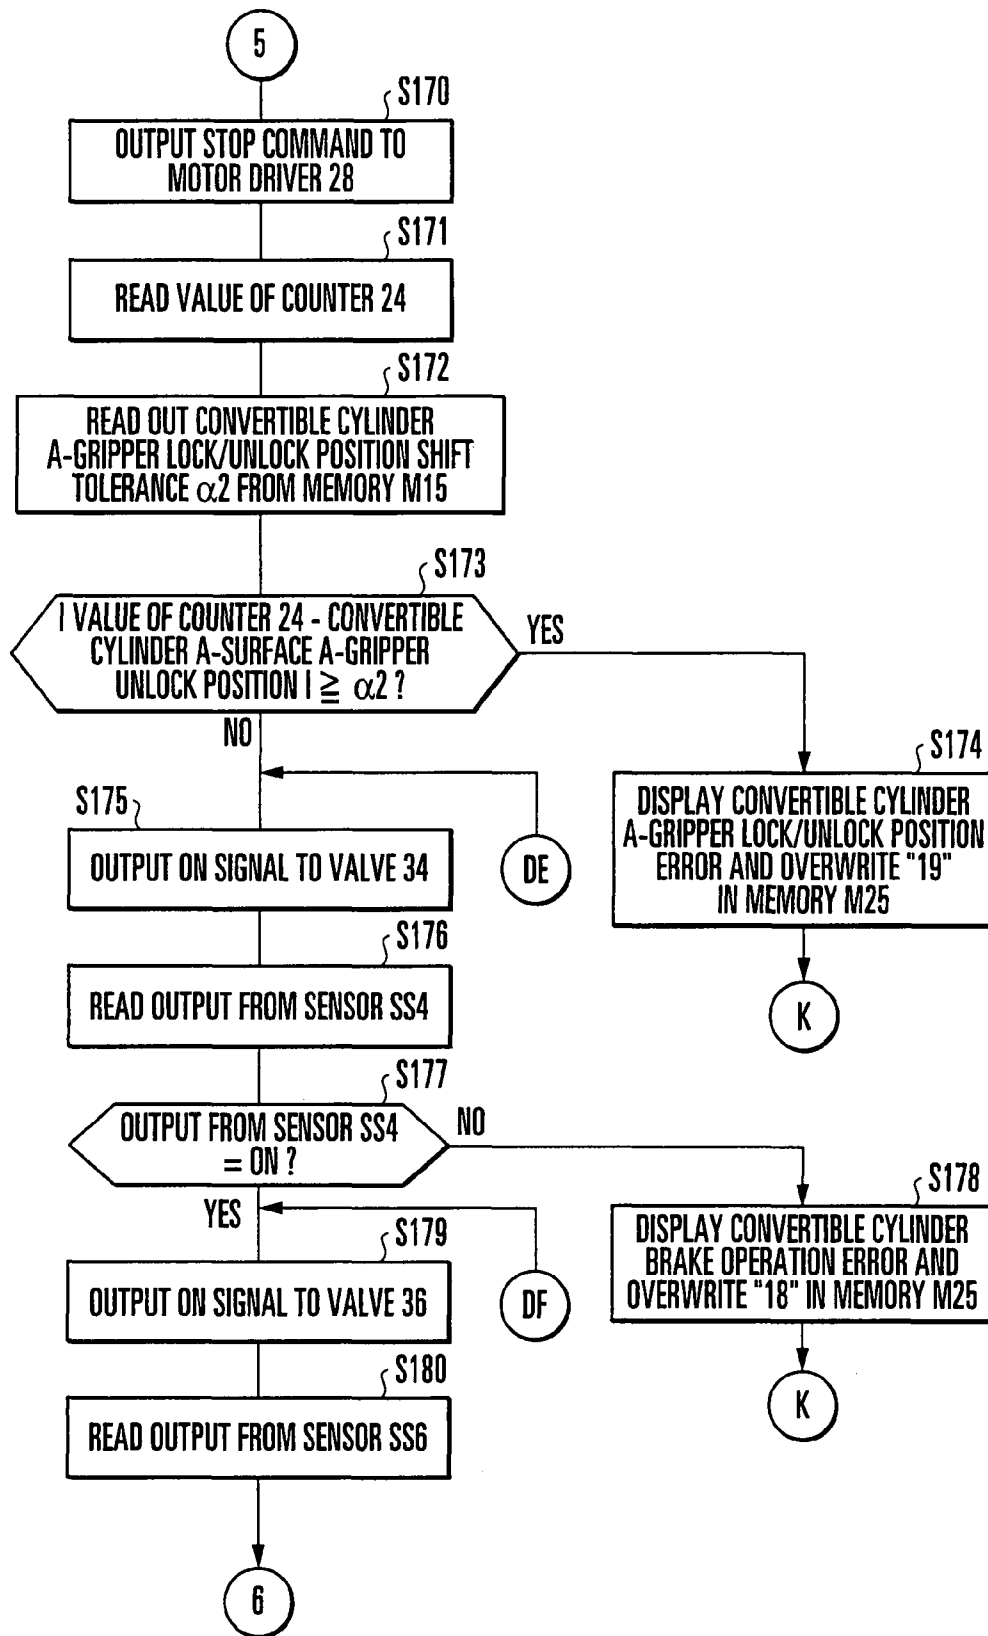 5
S170
OUTPUT STOP COMMAND TO
MOTOR DRIVER 28
S171
READ VALUE OF COUNTER 24
S172
READ OUT CONVERTIBLE CYLINDER
A-GRIPPER LOCK/UNLOCK POSITION SHIFT
TOLERANCE α2 FROM MEMORY M15
S173
| VALUE OF COUNTER 24 - CONVERTIBLE
CYLINDER A-SURFACE A-GRIPPER
UNLOCK POSITION | ≧ α2 ?
YES
NO
S174
DISPLAY CONVERTIBLE CYLINDER
A-GRIPPER LOCK/UNLOCK POSITION
ERROR AND OVERWRITE "19"
IN MEMORY M25
K
DE
S175
OUTPUT ON SIGNAL TO VALVE 34
S176
READ OUTPUT FROM SENSOR SS4
S177
OUTPUT FROM SENSOR SS4
= ON ?
NO
YES
S178
DISPLAY CONVERTIBLE CYLINDER
BRAKE OPERATION ERROR AND
OVERWRITE "18" IN MEMORY M25
K
DF
S179
OUTPUT ON SIGNAL TO VALVE 36
S180
READ OUTPUT FROM SENSOR SS6
6